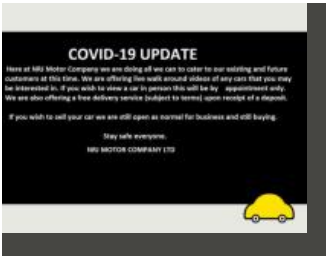 COVID-19 UPDATE
Here at NRJ Motor Company we are doing all we can to cater to our existing and future
customers at this time. We are offering live walk around videos of any cars that you may
be interested in. If you wish to view a car in person this will be by appointment only.
We are also offering a free delivery service (subject to terms) upon receipt of a deposit.
If you wish to sell your car we are still open as normal for business and still buying.
Stay safe everyone.
NRJ MOTOR COMPANY LTD